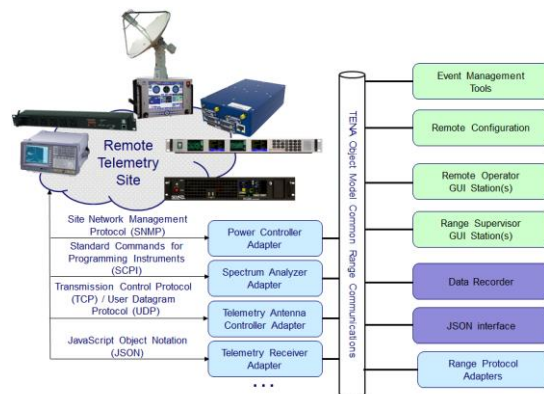 Remote
Telemetry
Site
Site Network Management
Protocol (SNMP)
Standard Commands for
Programming Instruments
(SCPI)
Transmission Control Protocol
(TCP) / User Datagram
Protocol (UDP)
JavaScript Object Notation
(JSON)
Power Controller
Adapter
Spectrum Analyzer
Adapter
Telemetry Antenna
Controller Adapter
Telemetry Receiver
Adapter
• • •
TENA Object Model Common Range Communications
Event Management
Tools
Remote Configuration
Remote Operator
GUI Station(s)
Range Supervisor
GUI Station(s)
Data Recorder
JSON interface
Range Protocol
Adapters